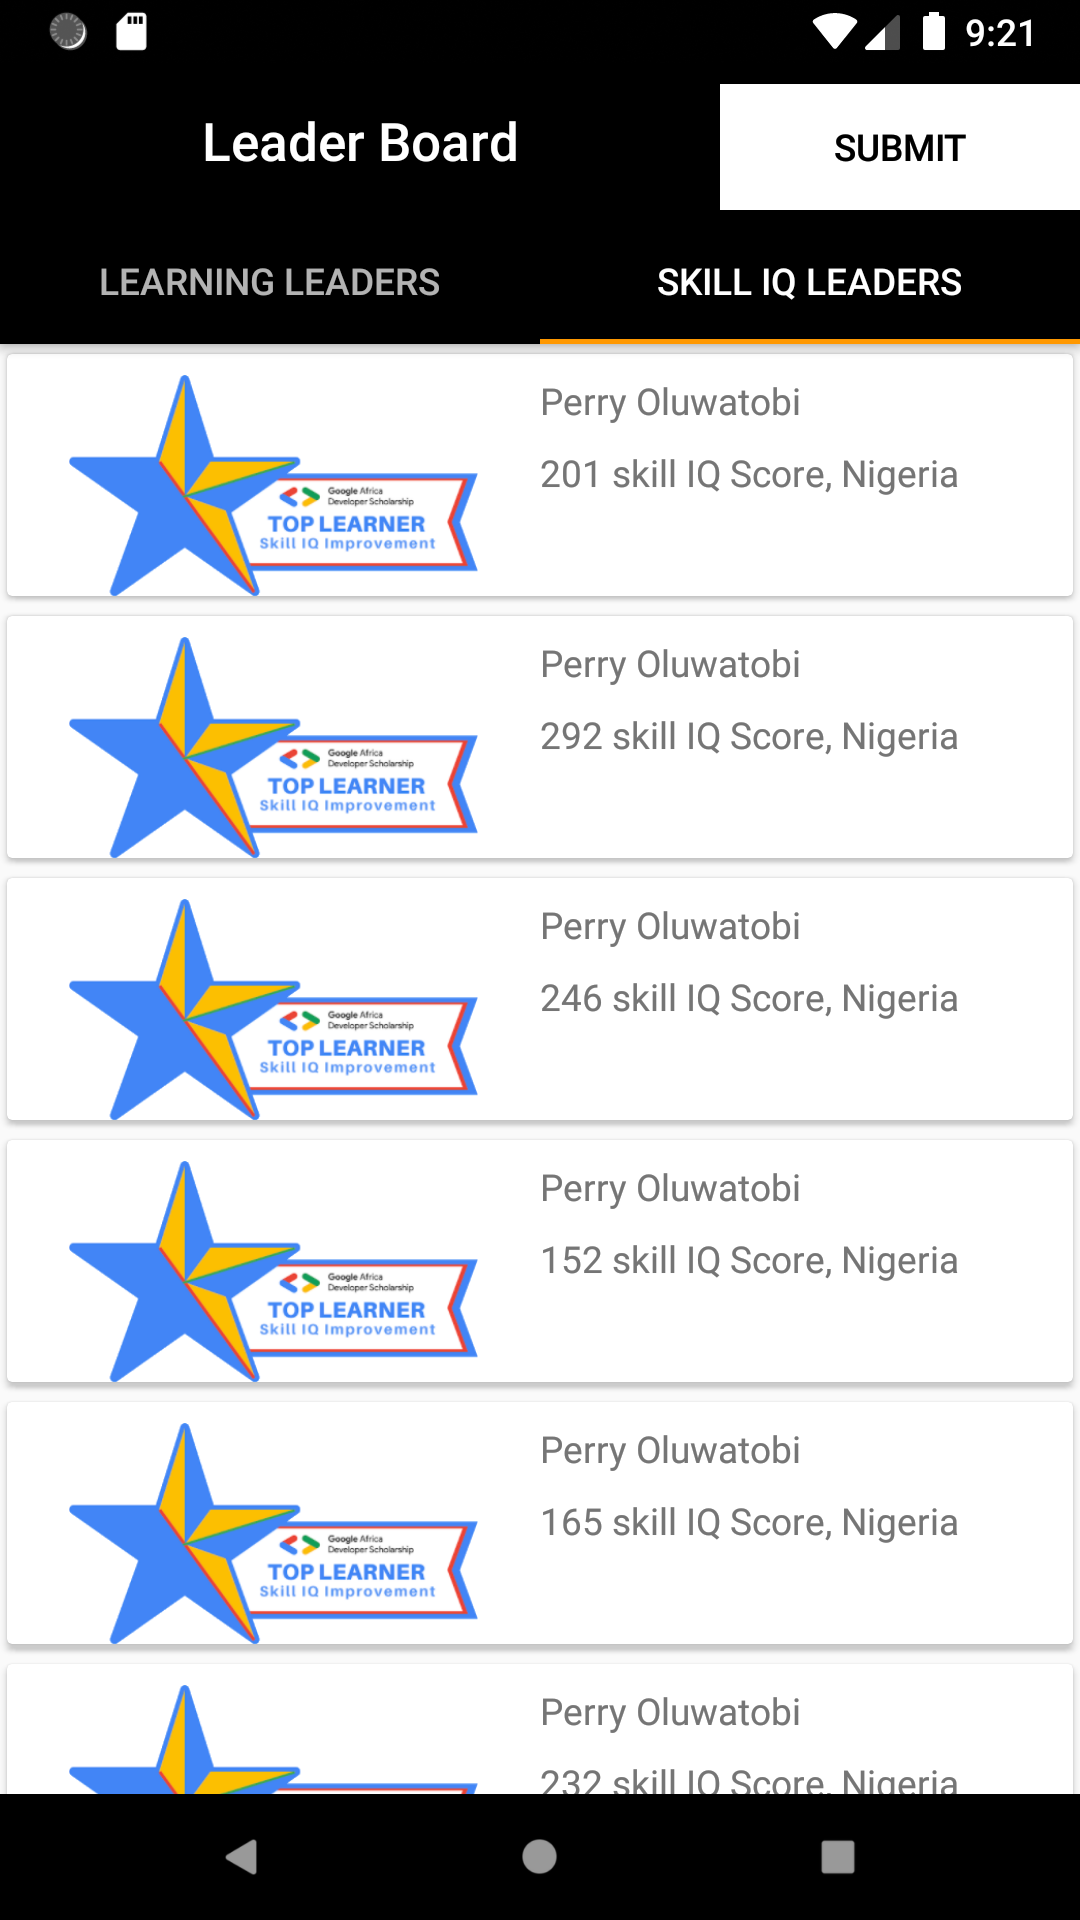 9:21
Leader Board
SUBMIT
LEARNING LEADERS
SKILL IQ LEADERS
Perry Oluwatobi
201 skill IQ Score, Nigeria
Google Africa
Developer Scholarship
TOP LEARNER
Skill IQ Improvement
Perry Oluwatobi
292 skill IQ Score, Nigeria
Google Africa
Developer Scholarship
TOP LEARNER
Skill IQ Improvement
Perry Oluwatobi
246 skill IQ Score, Nigeria
Google Africa
Developer Scholarship
TOP LEARNER
Skill IQ Improvement
Perry Oluwatobi
152 skill IQ Score, Nigeria
Google Africa
Developer Scholarship
TOP LEARNER
Skill IQ Improvement
Perry Oluwatobi
165 skill IQ Score, Nigeria
Google Africa
Developer Scholarship
TOP LEARNER
Skill IQ Improvement
Perry Oluwatobi
232 skill IQ Score, Nigeria